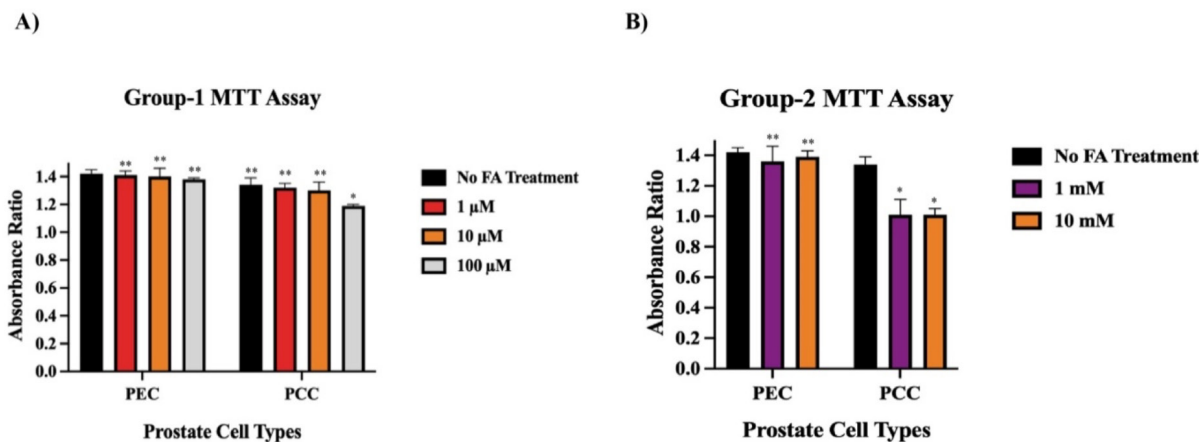 A)
Group-1 MTT Assay
Absorbance Ratio
1.4
1.2
1.0
0.8
0.6
0.4
0.2
0.0
** ** ** ** ** ** *
PEC PCC
Prostate Cell Types
No FA Treatment
1 µM
10 µM
100 µM
B)
Group-2 MTT Assay
Absorbance Ratio
1.4
1.2
1.0
0.8
0.6
0.4
0.2
0.0
** ** * *
PEC PCC
Prostate Cell Types
No FA Treatment
1 mM
10 mM